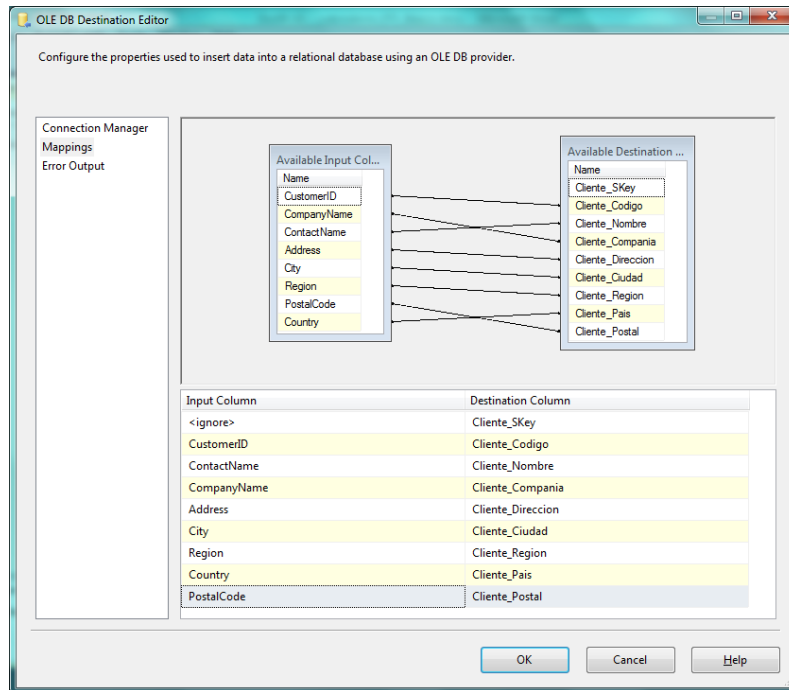 OLE DB Destination Editor
Configure the properties used to insert data into a relational database using an OLE DB provider.
Connection Manager
Mappings
Error Output
Available Input Col...
Name
CustomerID
CompanyName
ContactName
Address
City
Region
PostalCode
Country
Available Destination ...
Name
Cliente_SKey
Cliente_Codigo
Cliente_Nombre
Cliente_Compania
Cliente_Direccion
Cliente_Ciudad
Cliente_Region
Cliente_Pais
Cliente_Postal
Input Column Destination Column
<ignore> Cliente_SKey
CustomerID Cliente_Codigo
ContactName Cliente_Nombre
CompanyName Cliente_Compania
Address Cliente_Direccion
City Cliente_Ciudad
Region Cliente_Region
Country Cliente_Pais
PostalCode Cliente_Postal
OK Cancel Help